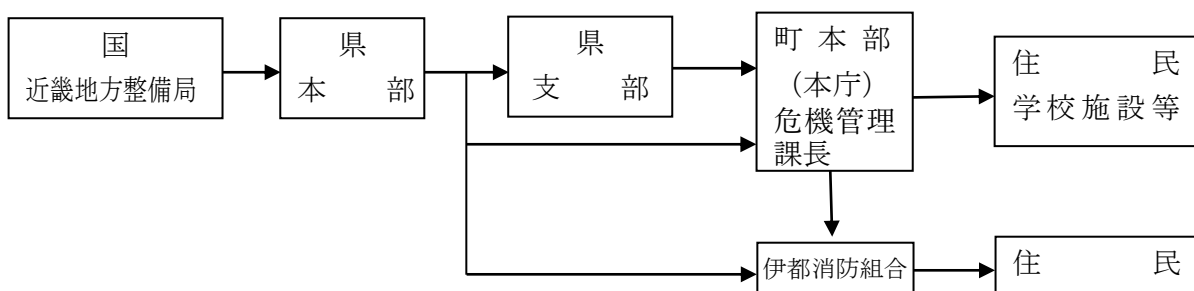 国
近畿地方整備局
県
本部
県
支部
町本部
(本庁)
危機管理
課長
住民
学校施設等
伊都消防組合
住民